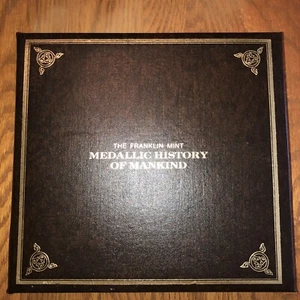 THE FRANKLIN MINT
MEDALLIC HISTORY
OF MANKIND